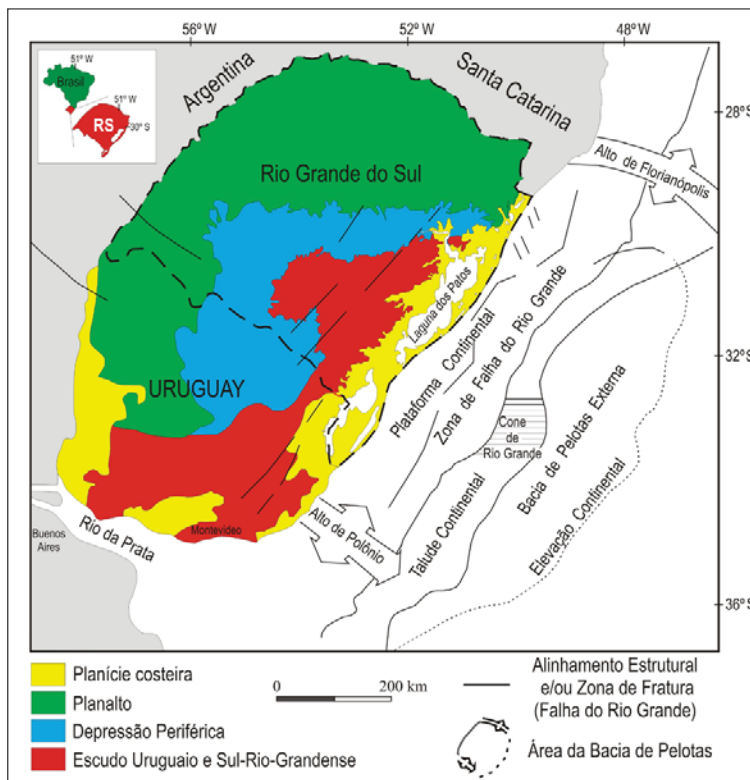 56º W
52º W
48º W
51º W
Brasil
51º W
RS
30º S
Argentina
Santa Catarina
28ºS
Alto de Florianópolis
Rio Grande do Sul
Laguna dos Patos
Plataforma Continental
Zona de Falha do Rio Grande
32ºS
URUGUAY
Cone
de
Rio Grande
Bacia de Pelotas Externa
Elevação Continental
Talude Continental
Alto de Polônio
Buenos
Aires
Rio da Prata
Montevideo
36ºS
Planície costeira
Planalto
Depressão Periférica
Escudo Uruguaio e Sul-Rio-Grandense
0
200 km
Alinhamento Estrutural
e/ou Zona de Fratura
(Falha do Rio Grande)
Área da Bacia de Pelotas